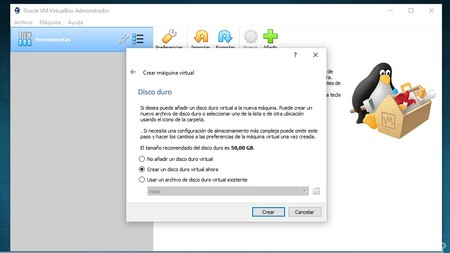 Oracle VM VirtualBox Administrador
Archivo Máquina Ayuda
Herramientas
Preferencias Importar Exportar Nueva Añadir
Crear máquina virtual
Disco duro
Si desea puede añadir un disco duro virtual a la nueva máquina. Puede crear un
nuevo archivo de disco duro o seleccionar uno de la lista o de otra ubicación
usando el icono de la carpeta.
. Si necesita una configuración de almacenamiento más compleja puede omitir este
paso y hacer los cambios a las preferencias de la máquina virtual una vez creada.
El tamaño recomendado del disco duro es 50,00 GB.
No añadir un disco duro virtual
Crear un disco duro virtual ahora
Usar un archivo de disco duro virtual existente
Vacío
Crear Cancelar
de
tes de
a tecla